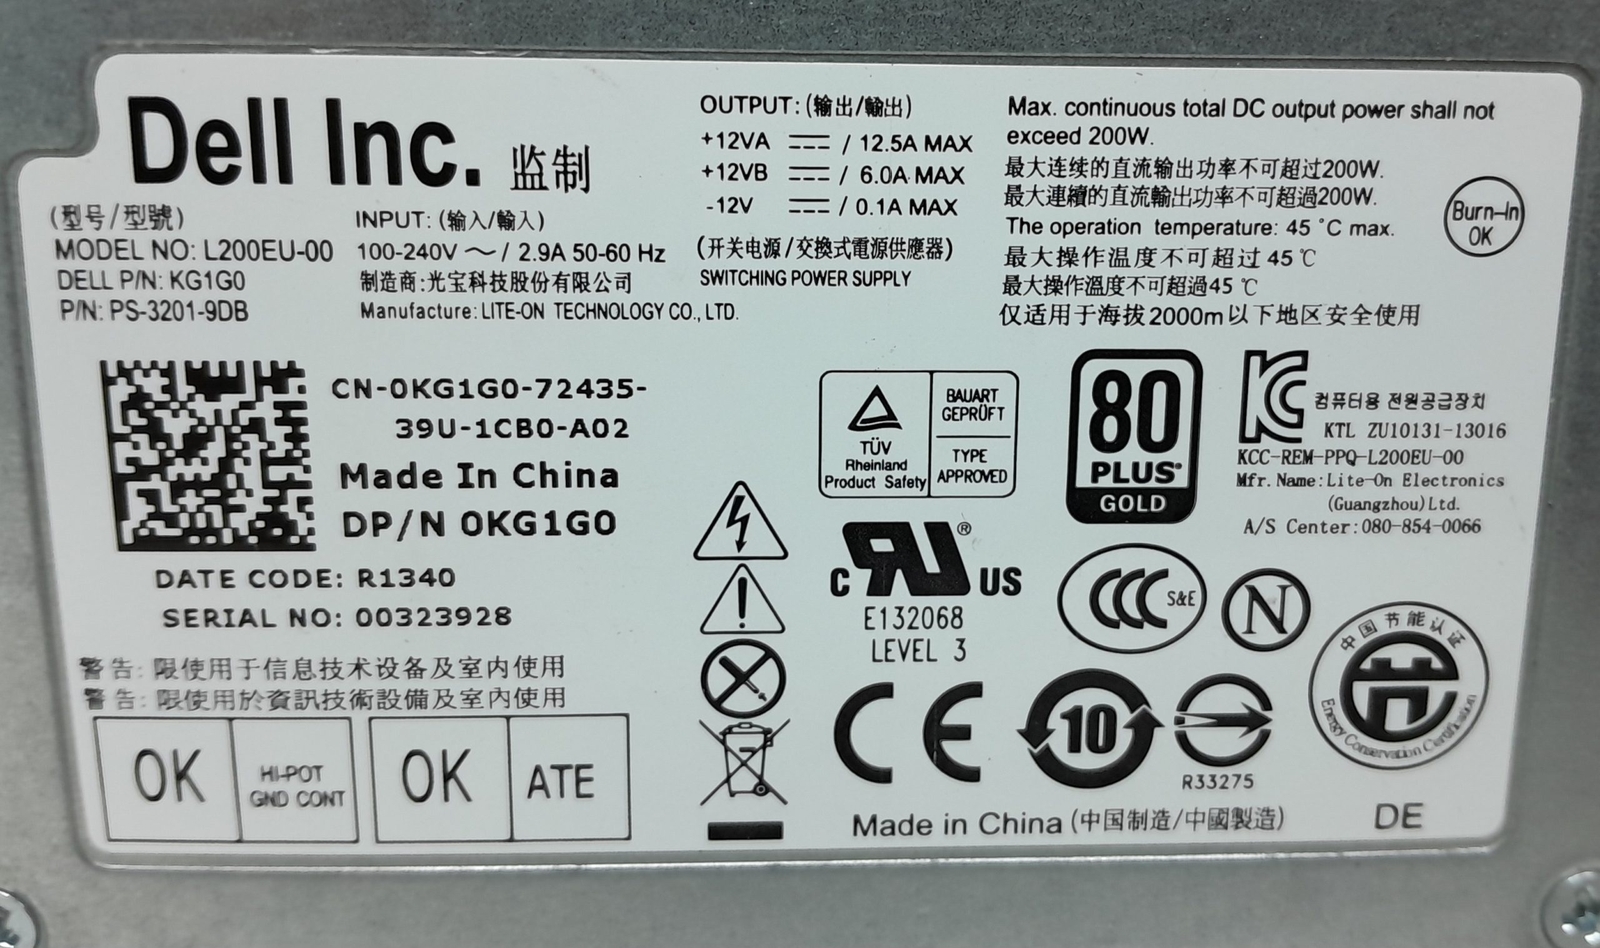 Dell Inc. 监制
(型号/型號)
MODEL NO: L200EU-00
DELL P/N: KG1G0
P/N: PS-3201-9DB
INPUT: (输入/輸入)
100-240V ～ / 2.9A 50-60 Hz
制造商:光宝科技股份有限公司
Manufacture: LITE-ON TECHNOLOGY CO., LTD.
OUTPUT: (输出/輸出)
+12VA ⎓ / 12.5A MAX
+12VB ⎓ / 6.0A MAX
-12V ⎓ / 0.1A MAX
(开关电源/交換式電源供應器)
SWITCHING POWER SUPPLY
Max. continuous total DC output power shall not
exceed 200W.
最大连续的直流输出功率不可超过200W.
最大連續的直流輸出功率不可超過200W.
The operation temperature: 45 °C max.
最大操作温度不可超过 45 ℃
最大操作溫度不可超過45 ℃
仅适用于海拔2000m以下地区安全使用
Burn-In
OK
CN-0KG1G0-72435-
39U-1CB0-A02
Made In China
DP/N 0KG1G0
DATE CODE: R1340
SERIAL NO: 00323928
警告: 限使用于信息技术设备及室内使用
警告: 限使用於資訊技術設備及室內使用
OK
HI-POT
GND CONT
OK
ATE
TÜV
Rheinland
Product Safety
BAUART
GEPRÜFT
TYPE
APPROVED
80
PLUS®
GOLD
컴퓨터용 전원공급장치
KTL ZU10131-13016
KCC-REM-PPQ-L200EU-00
Mfr. Name:Lite-On Electronics
(Guangzhou)Ltd.
A/S Center:080-854-0066
C RU ® US
E132068
LEVEL 3
CCC S&E
N
中国节能认证
Energy Conservation Certification
CE
10
R33275
Made in China (中国制造/中國製造)
DE